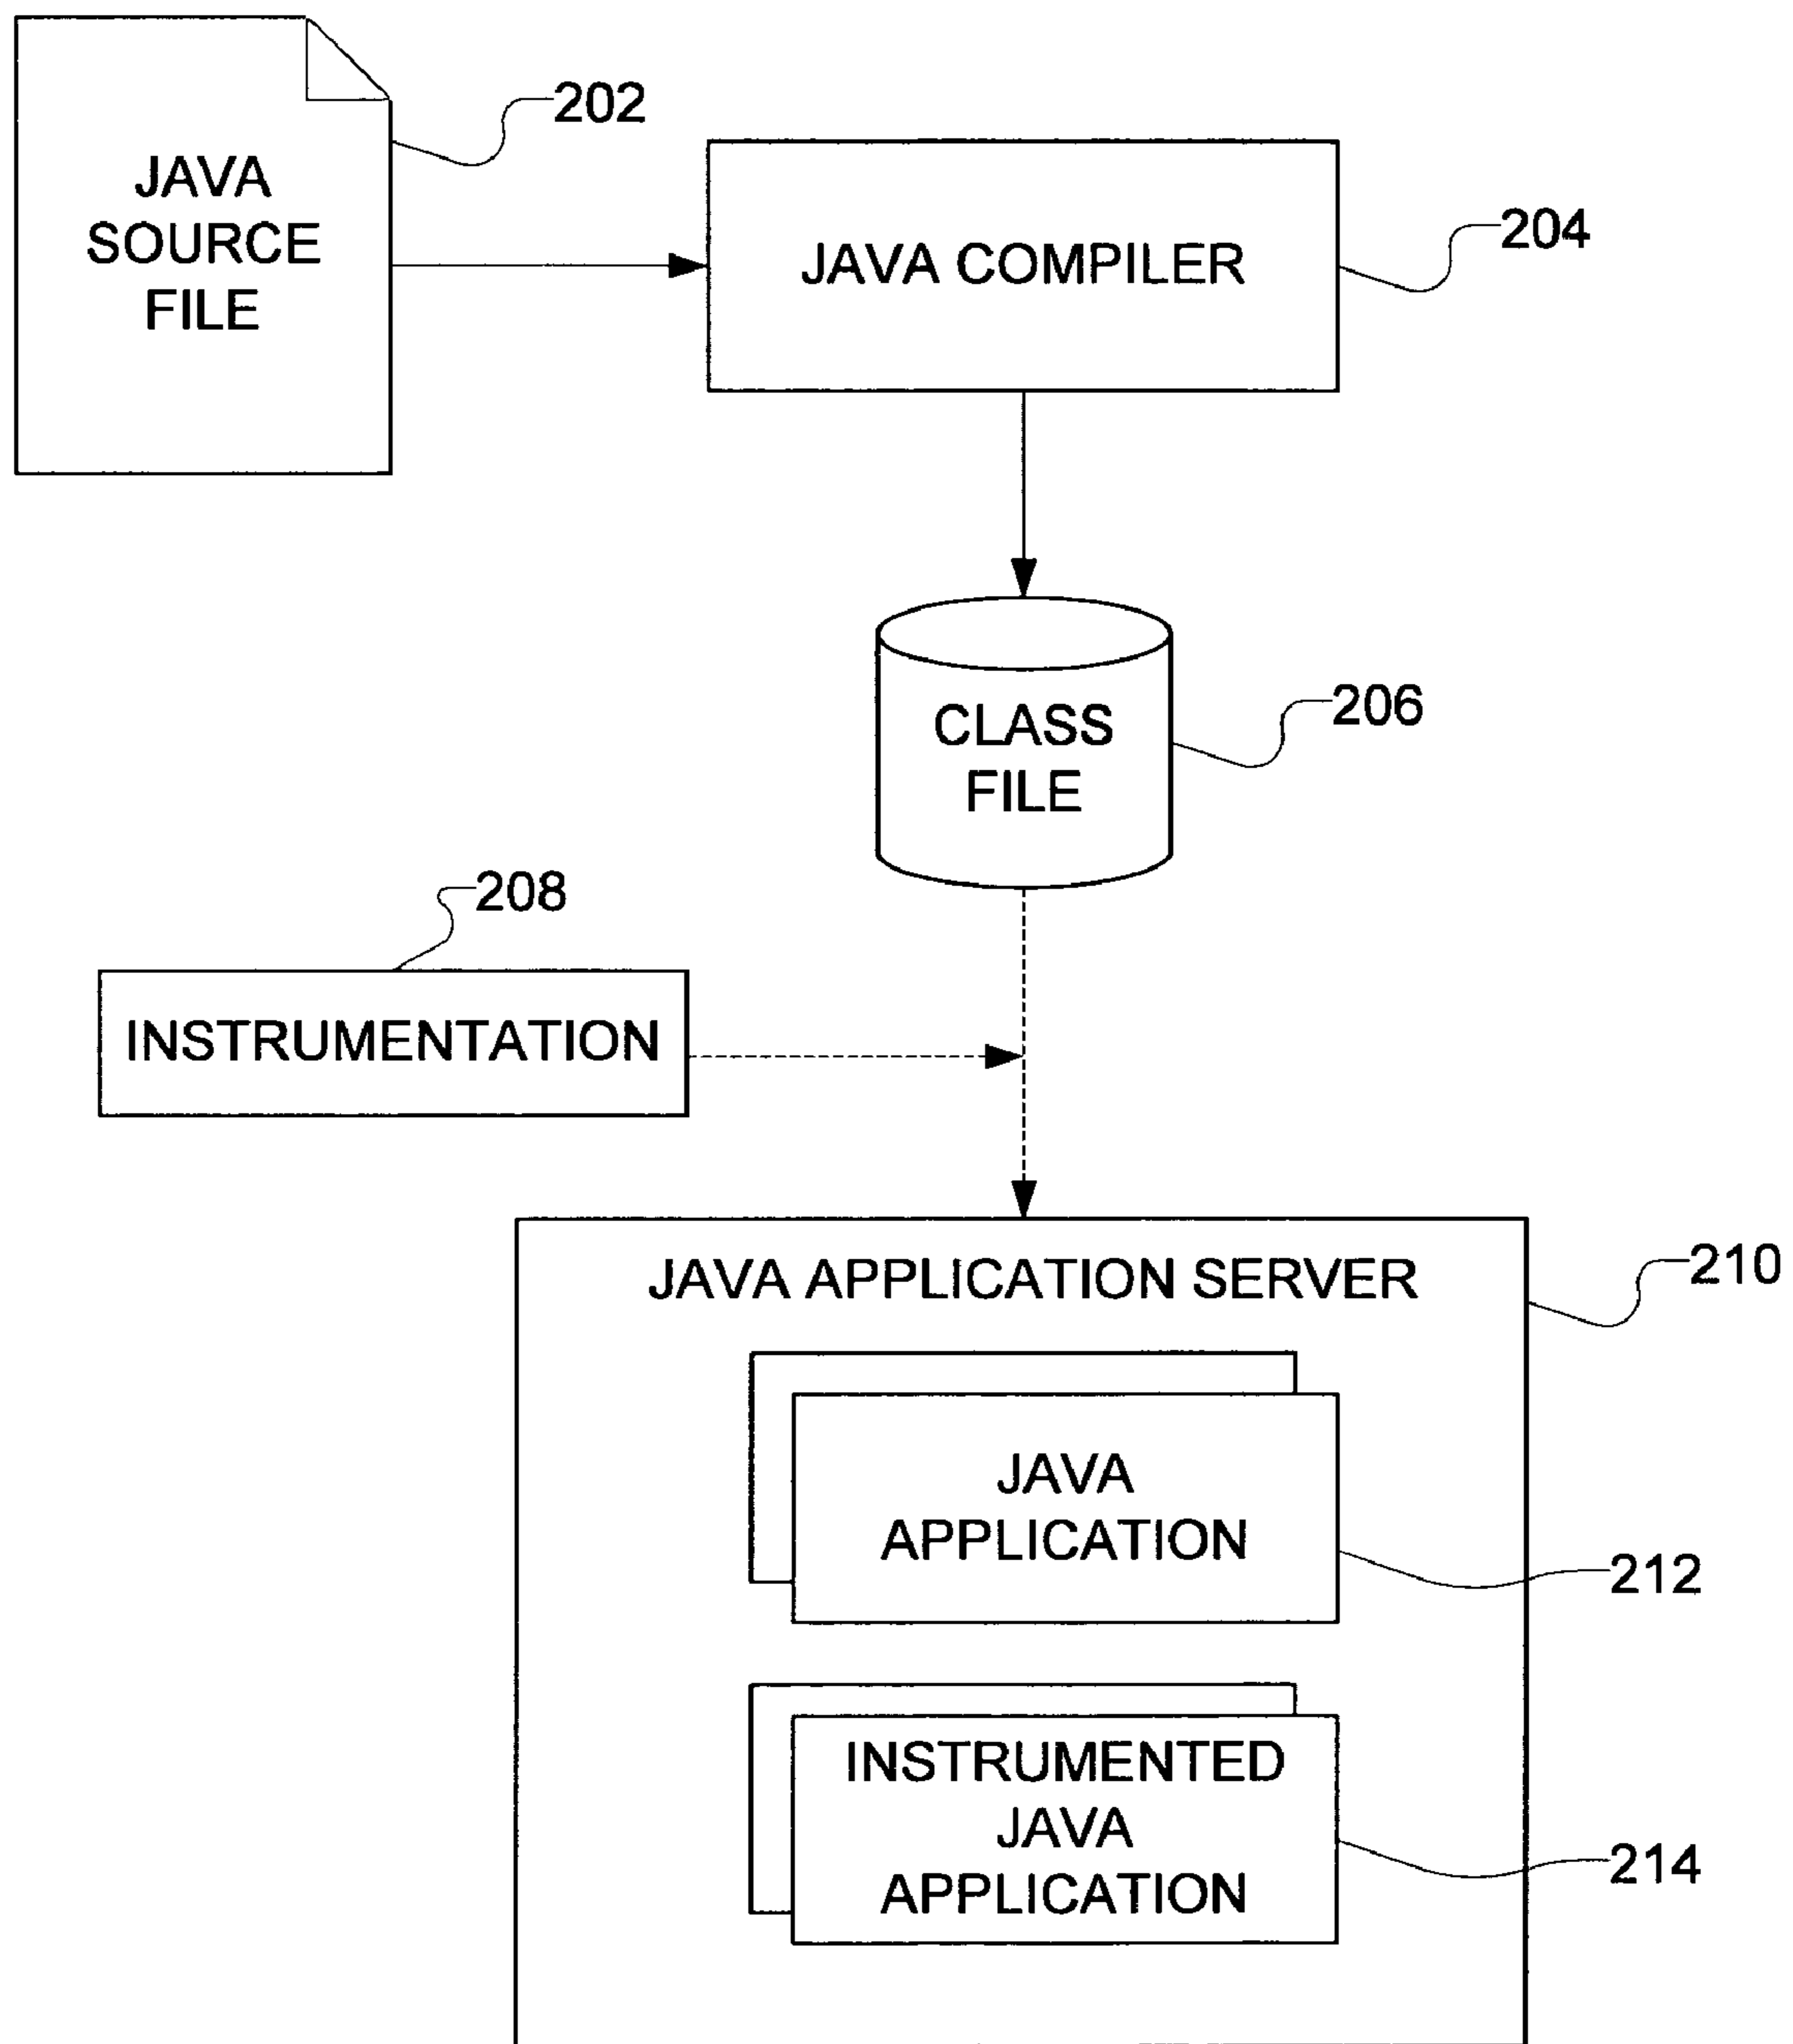 202
JAVA
SOURCE
FILE
JAVA COMPILER
204
CLASS
FILE
206
208
INSTRUMENTATION
JAVA APPLICATION SERVER
210
JAVA
APPLICATION
212
INSTRUMENTED
JAVA
APPLICATION
214